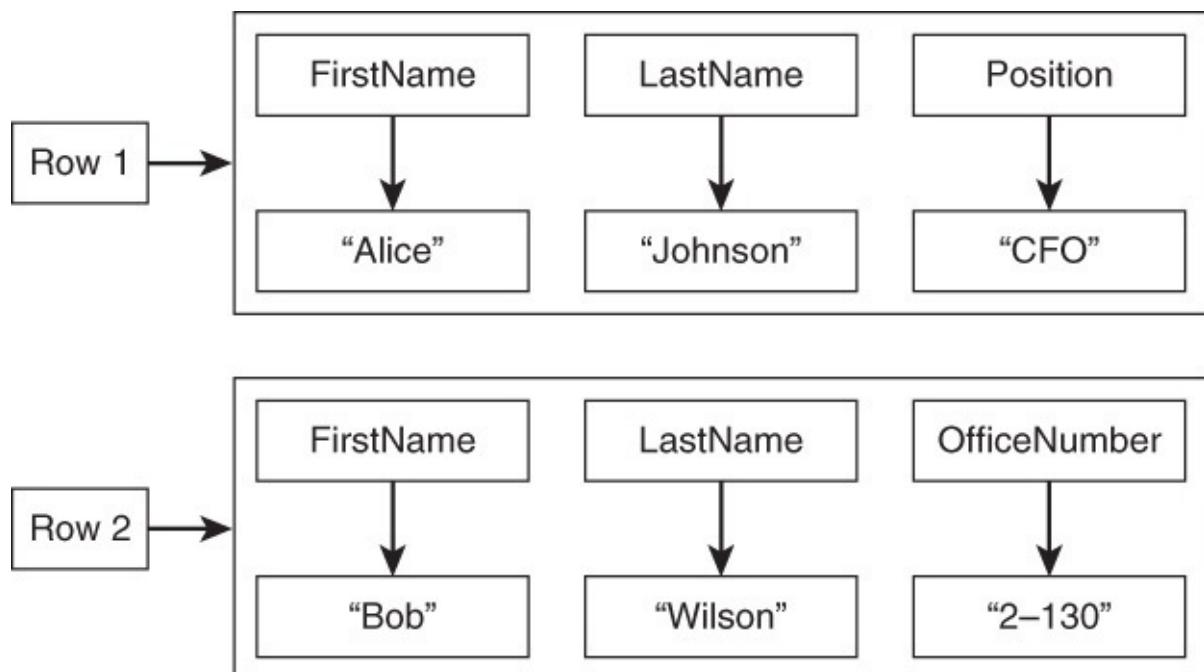 FirstName LastName Position
Row 1
“Alice” “Johnson” “CFO”
FirstName LastName OfficeNumber
Row 2
“Bob” “Wilson” “2–130”